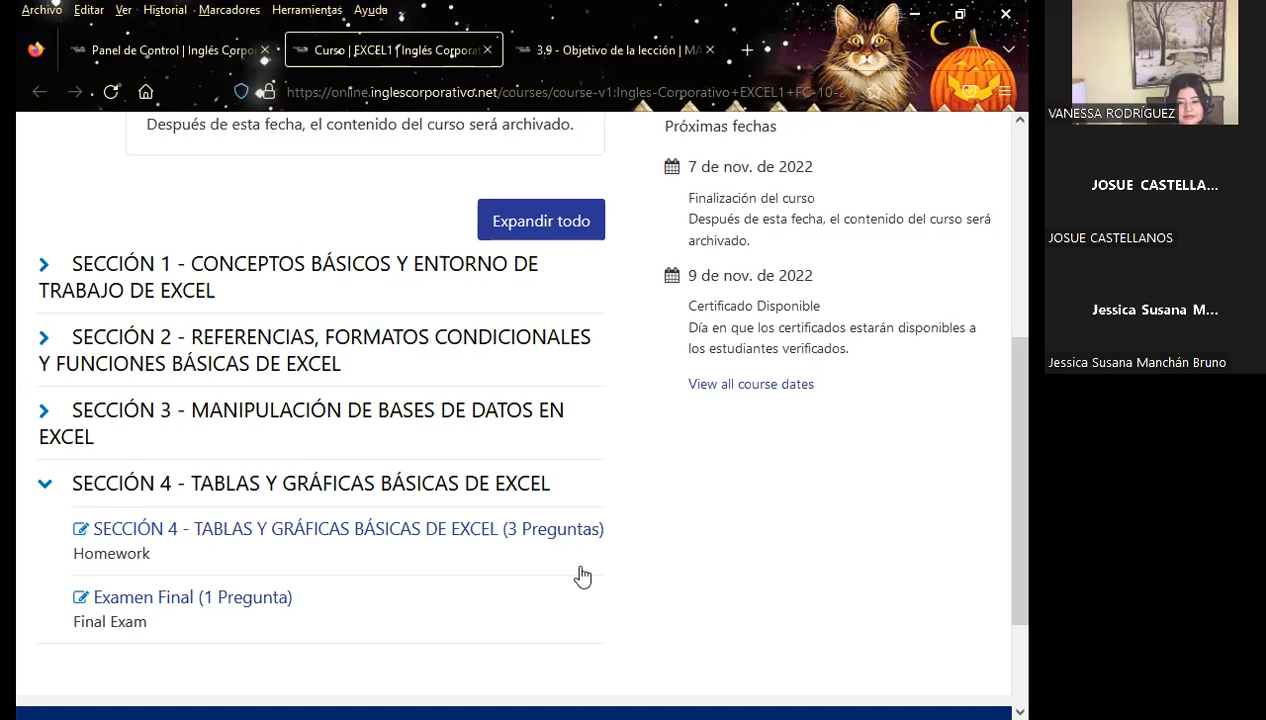 Archivo Editar Ver Historial Marcadores Herramientas Ayuda
Panel de Control | Inglés Corpo
Curso | EXCEL1 | Inglés Corporat
3.9 - Objetivo de la lección | MA
https://online.inglescorporativo.net/courses/course-v1:Ingles-Corporativo+EXCEL1+FC-10-2
Después de esta fecha, el contenido del curso será archivado.
Expandir todo
SECCIÓN 1 - CONCEPTOS BÁSICOS Y ENTORNO DE
TRABAJO DE EXCEL
SECCIÓN 2 - REFERENCIAS, FORMATOS CONDICIONALES
Y FUNCIONES BÁSICAS DE EXCEL
SECCIÓN 3 - MANIPULACIÓN DE BASES DE DATOS EN
EXCEL
SECCIÓN 4 - TABLAS Y GRÁFICAS BÁSICAS DE EXCEL
SECCIÓN 4 - TABLAS Y GRÁFICAS BÁSICAS DE EXCEL (3 Preguntas)
Homework
Examen Final (1 Pregunta)
Final Exam
Próximas fechas
7 de nov. de 2022
Finalización del curso
Después de esta fecha, el contenido del curso será
archivado.
9 de nov. de 2022
Certificado Disponible
Día en que los certificados estarán disponibles a
los estudiantes verificados.
View all course dates
VANESSA RODRÍGUEZ
JOSUE CASTELLA...
JOSUE CASTELLANOS
Jessica Susana M...
Jessica Susana Manchán Bruno